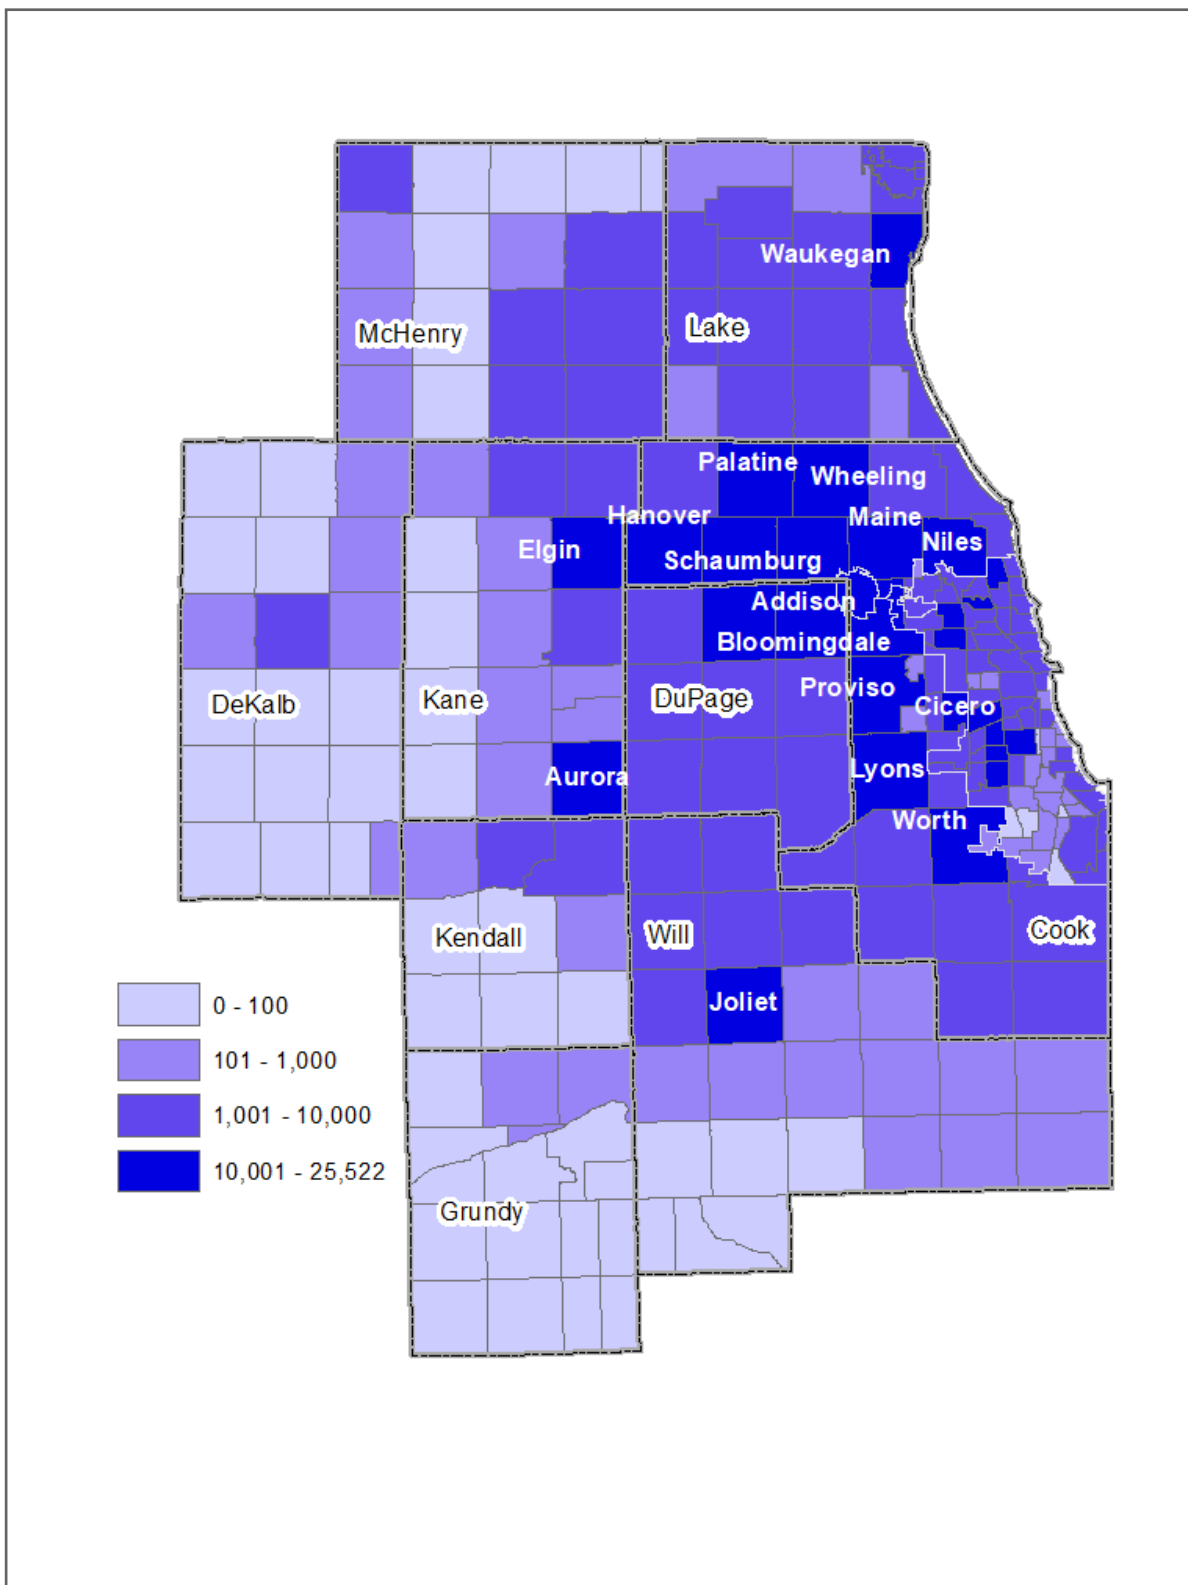 Waukegan
McHenry
Lake
Palatine
Wheeling
Hanover
Maine
Elgin
Niles
Schaumburg
Addison
Bloomingdale
DeKalb
Kane
DuPage
Proviso
Cicero
Aurora
Lyons
Worth
Kendall
Will
Cook
Joliet
0 - 100
101 - 1,000
1,001 - 10,000
10,001 - 25,522
Grundy